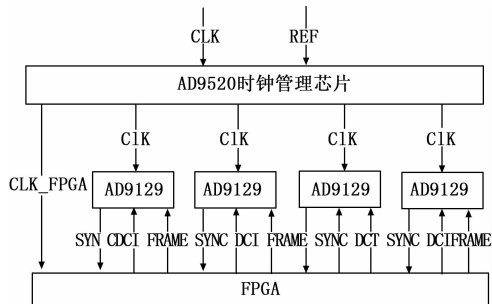 CLK REF
AD9520时钟管理芯片
ClK ClK ClK ClK
CLK_FPGA
AD9129 AD9129 AD9129 AD9129
SYN CDCI FRAME SYNC DCI FRAME SYNC DCT SYNC DCIFRAME
FPGA